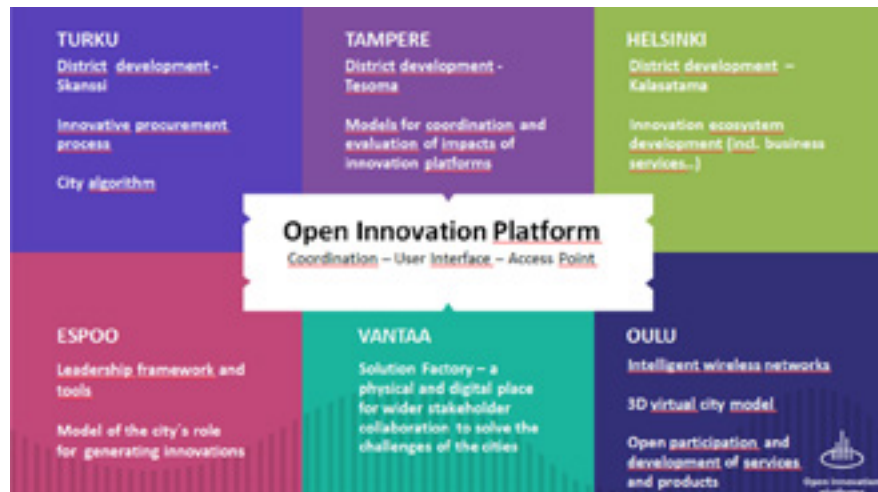 TURKU
District development -
Skanssi
Innovative procurement
process
City algorithm
TAMPERE
District development -
Tesoma
Models for coordination and
evaluation of impacts of
innovation platforms
HELSINKI
District development –
Kalasatama
Innovation ecosystem
development (incl. business
services..)
Open Innovation Platform
Coordination – User Interface – Access Point
ESPOO
Leadership framework and
tools
Model of the city´s role
for generating innovations
VANTAA
Solution Factory – a
physical and digital place
for wider stakeholder
collaboration to solve the
challenges of the cities
OULU
Intelligent wireless networks
3D virtual city model
Open participation and
development of services
and products
Open Innovation